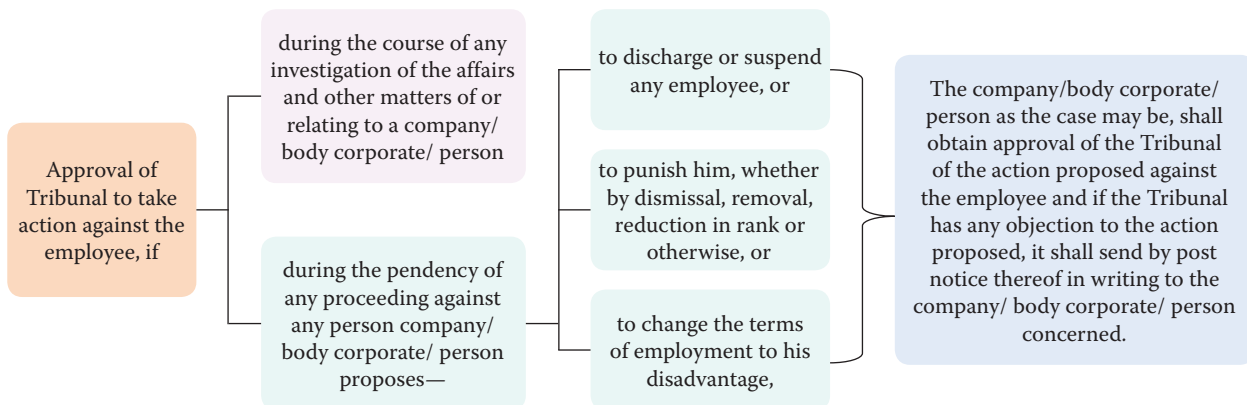 Approval of
Tribunal to take
action against the
employee, if
during the course of any
investigation of the affairs
and other matters of or
relating to a company/
body corporate/ person
during the pendency of
any proceeding against
any person company/
body corporate/ person
proposes—
to discharge or suspend
any employee, or
to punish him, whether
by dismissal, removal,
reduction in rank or
otherwise, or
to change the terms
of employment to his
disadvantage,
The company/body corporate/
person as the case may be, shall
obtain approval of the Tribunal
of the action proposed against
the employee and if the Tribunal
has any objection to the action
proposed, it shall send by post
notice thereof in writing to the
company/ body corporate/ person
concerned.